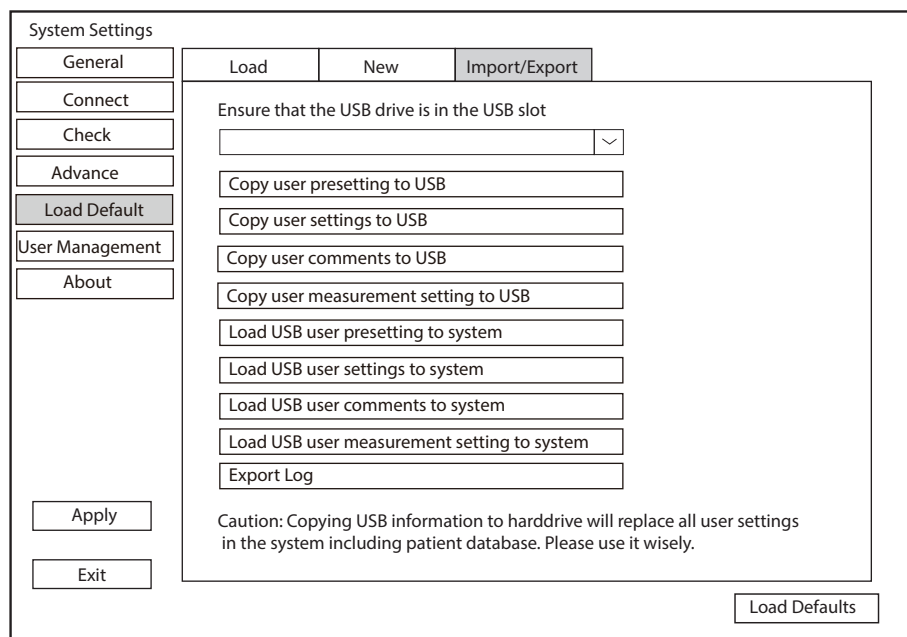 System Settings
General
Connect
Check
Advance
Load Default
User Management
About
Apply
Exit
Load
New
Import/Export
Ensure that the USB drive is in the USB slot
Copy user presetting to USB
Copy user settings to USB
Copy user comments to USB
Copy user measurement setting to USB
Load USB user presetting to system
Load USB user settings to system
Load USB user comments to system
Load USB user measurement setting to system
Export Log
Caution: Copying USB information to harddrive will replace all user settings
in the system including patient database. Please use it wisely.
Load Defaults